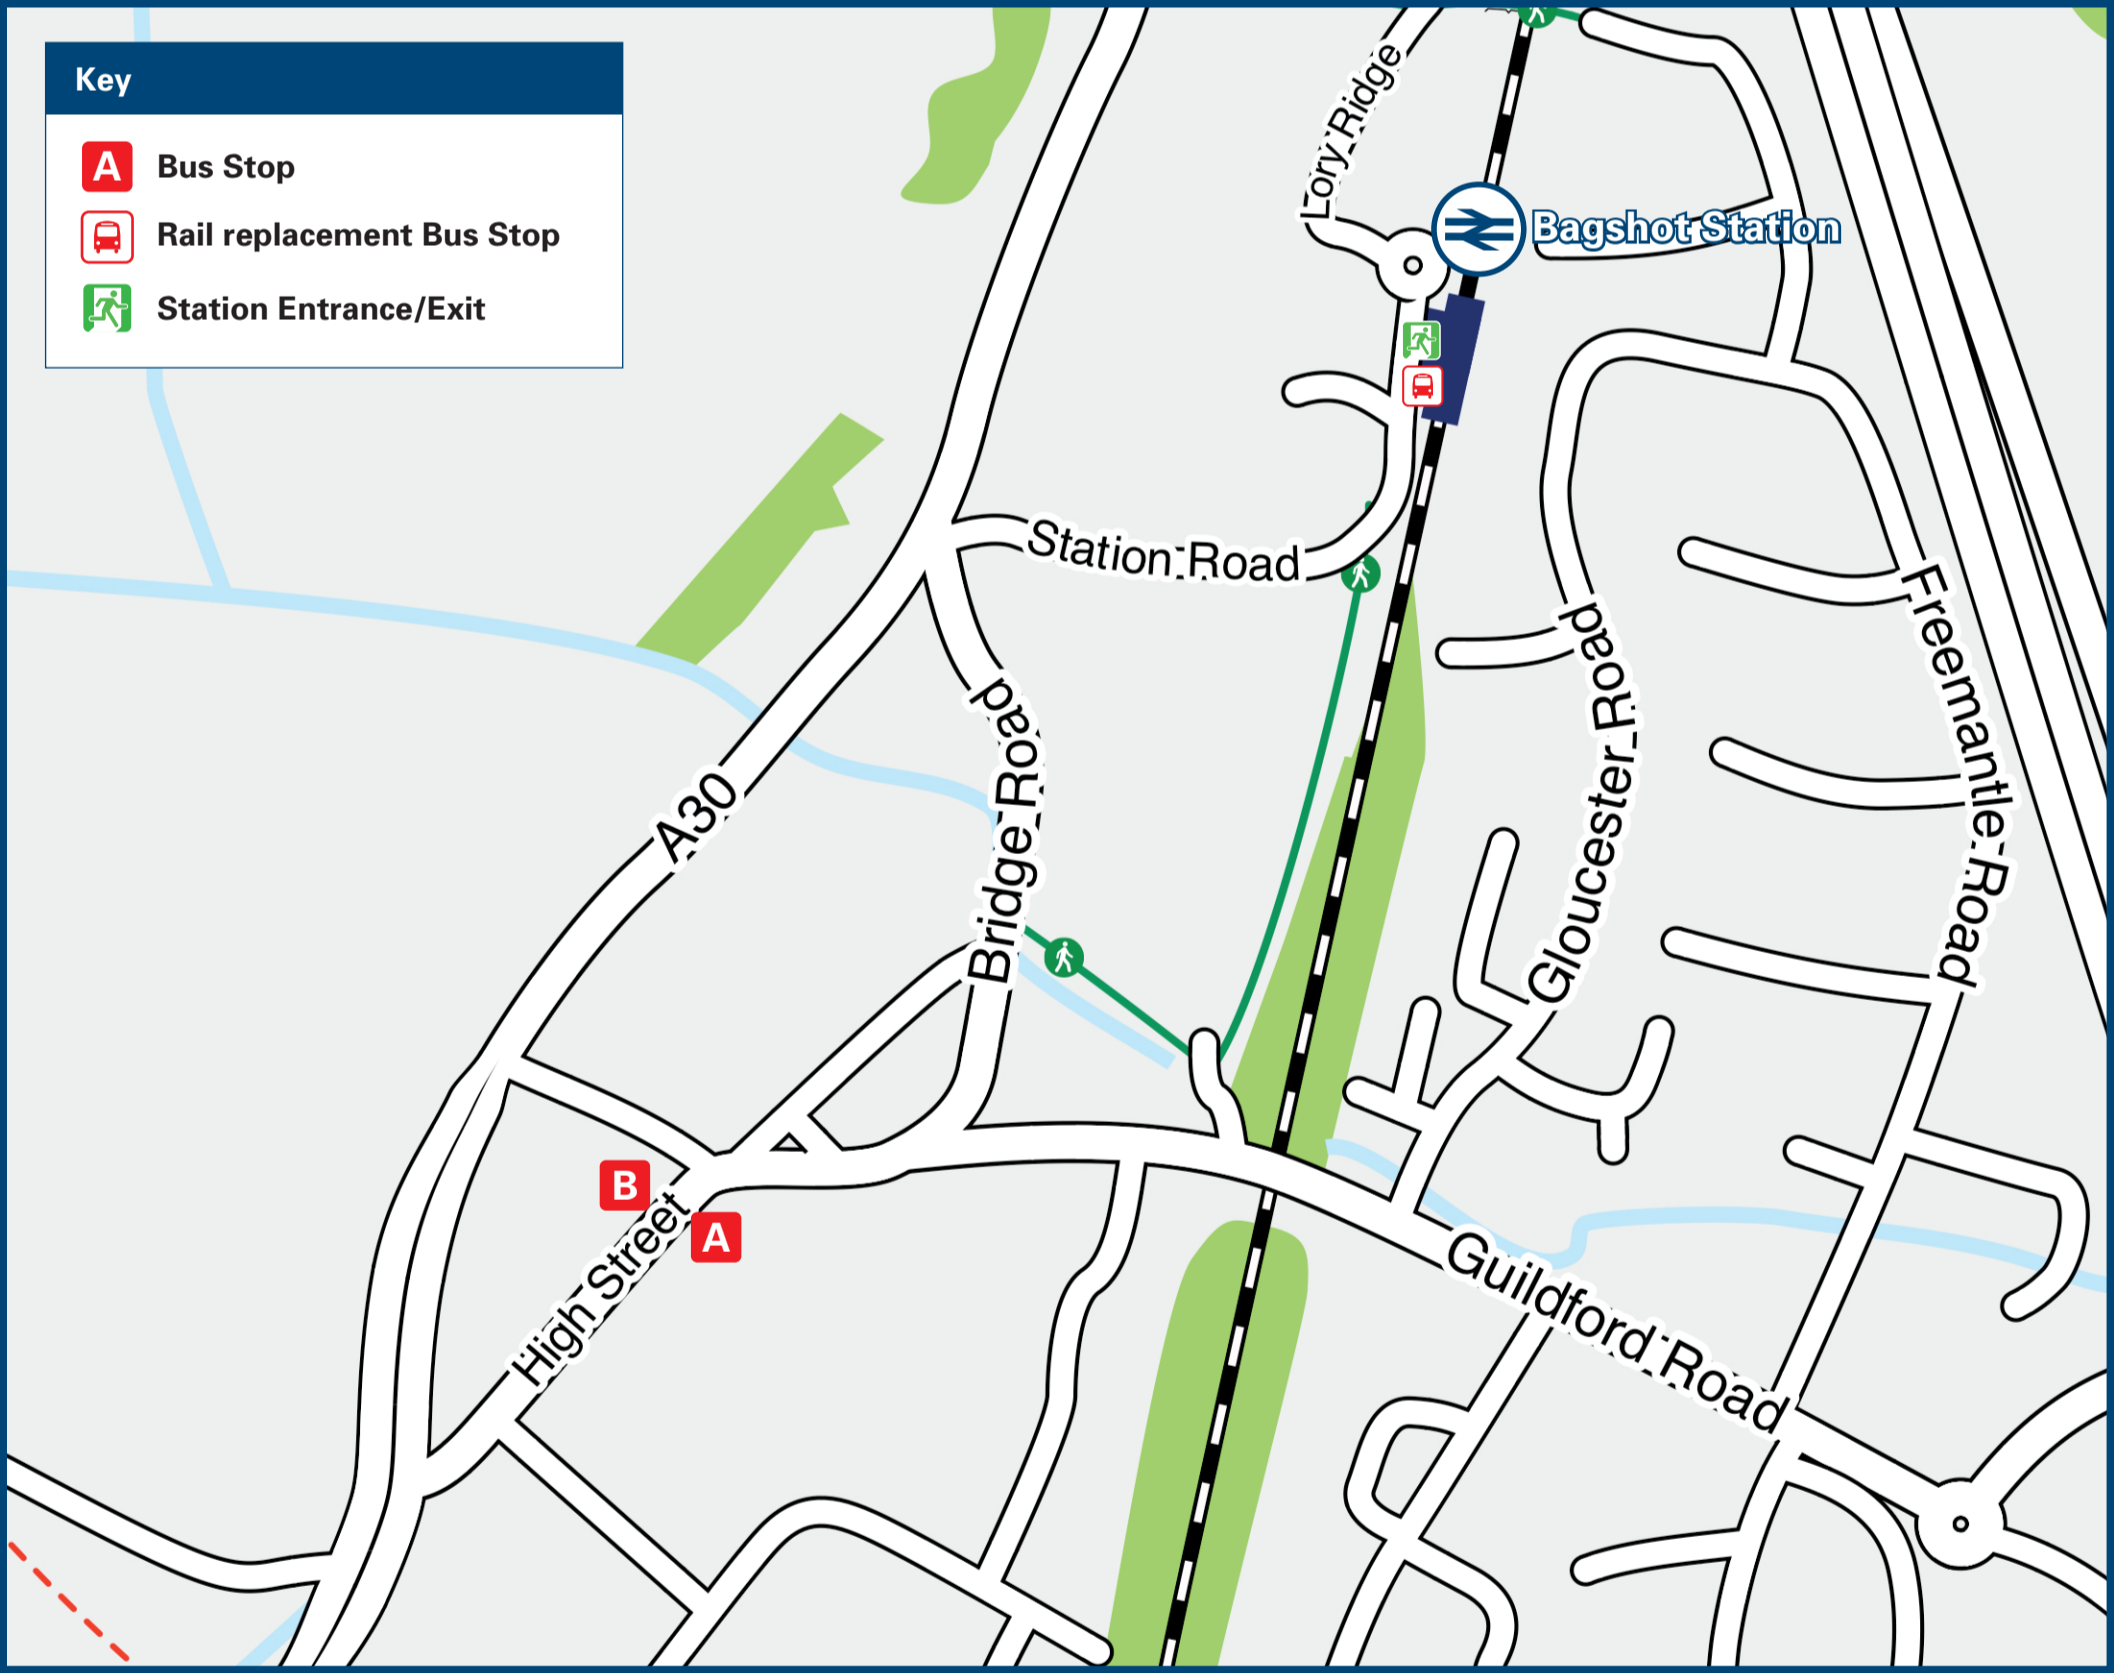 Key
A
Bus Stop
Rail replacement Bus Stop
Station Entrance/Exit
Lory Ridge
Bagshot Station
Station Road
Freemantle Road
Gloucester Road
Bridge Road
A30
B
A
High Street
Guildford Road